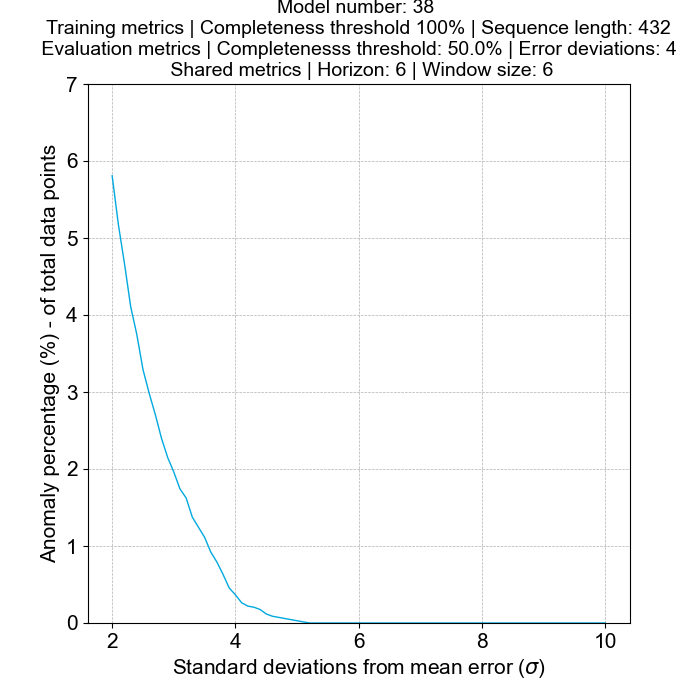 Model number: 38
Training metrics | Completeness threshold 100% | Sequence length: 432
Evaluation metrics | Completenesss threshold: 50.0% | Error deviations: 4
Shared metrics | Horizon: 6 | Window size: 6
7
6
5
4
3
2
1
0
Anomaly percentage (%) - of total data points
2 4 6 8 10
Standard deviations from mean error (σ)